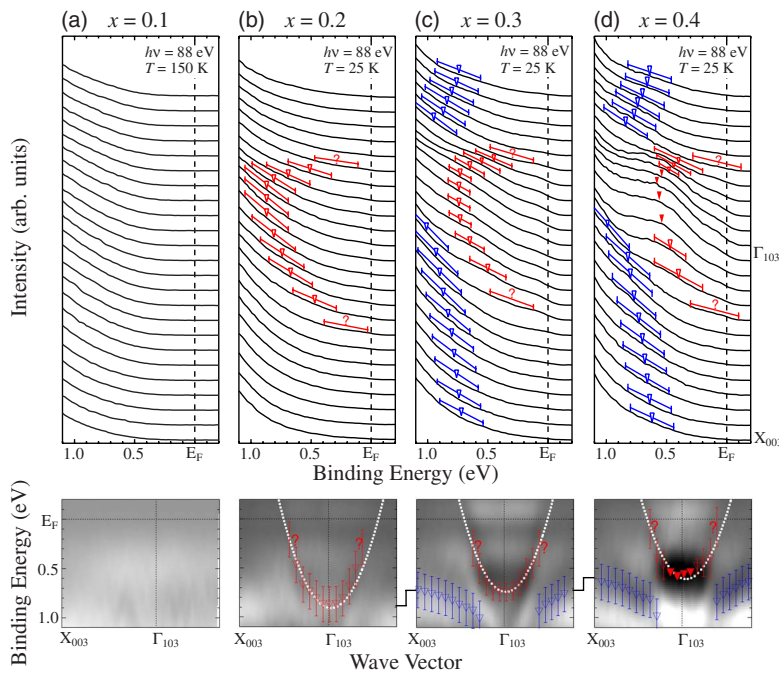 (a) x = 0.1
(b) x = 0.2
(c) x = 0.3
(d) x = 0.4
hν = 88 eV
T = 150 K
hν = 88 eV
T = 25 K
hν = 88 eV
T = 25 K
hν = 88 eV
T = 25 K
Intensity (arb. units)
?
?
?
?
?
?
Γ103
X003
1.0 0.5 EF
1.0 0.5 EF
1.0 0.5 EF
1.0 0.5 EF
Binding Energy (eV)
Binding Energy (eV)
EF
0.5
1.0
? ?
? ?
? ?
X003 Γ103
X003 Γ103
X003 Γ103
X003 Γ103
Wave Vector